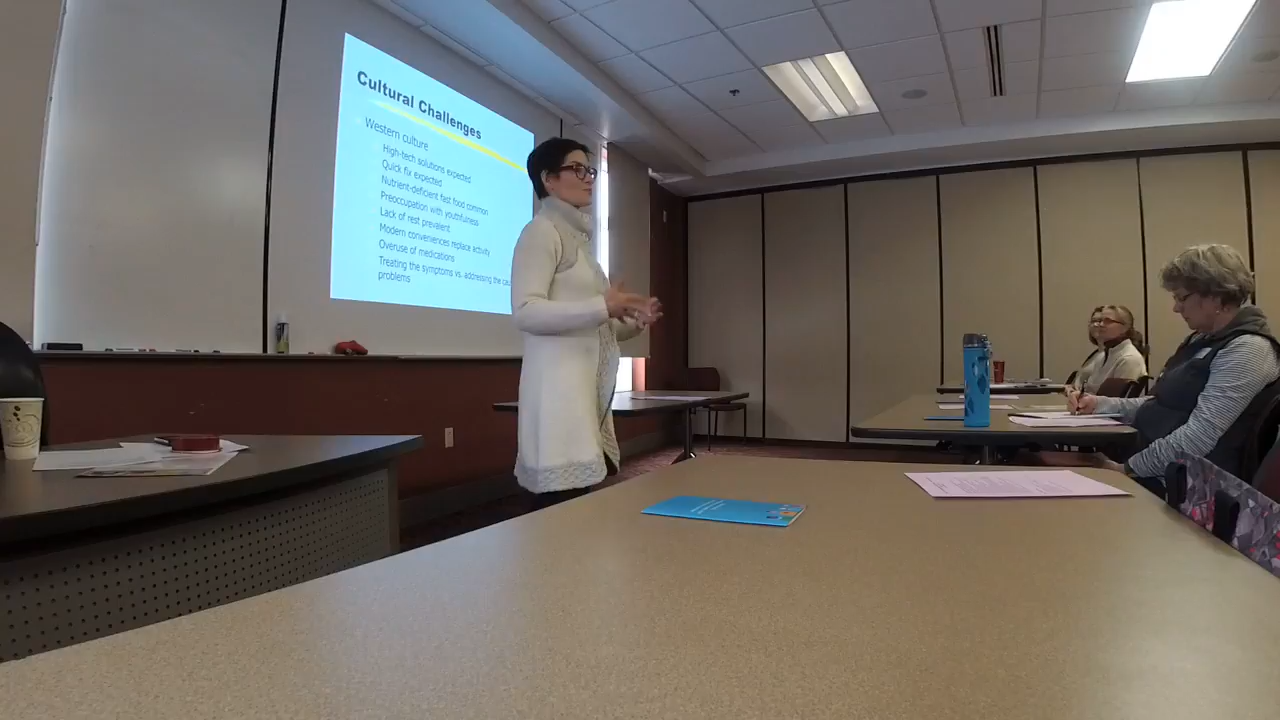 Cultural Challenges
Western culture
High-tech solutions expected
Quick fix expected
Nutrient-deficient fast food common
Preoccupation with youthfulness
Lack of rest prevalent
Modern conveniences replace activity
Overuse of medications
Treating the symptoms vs. addressing the
problems